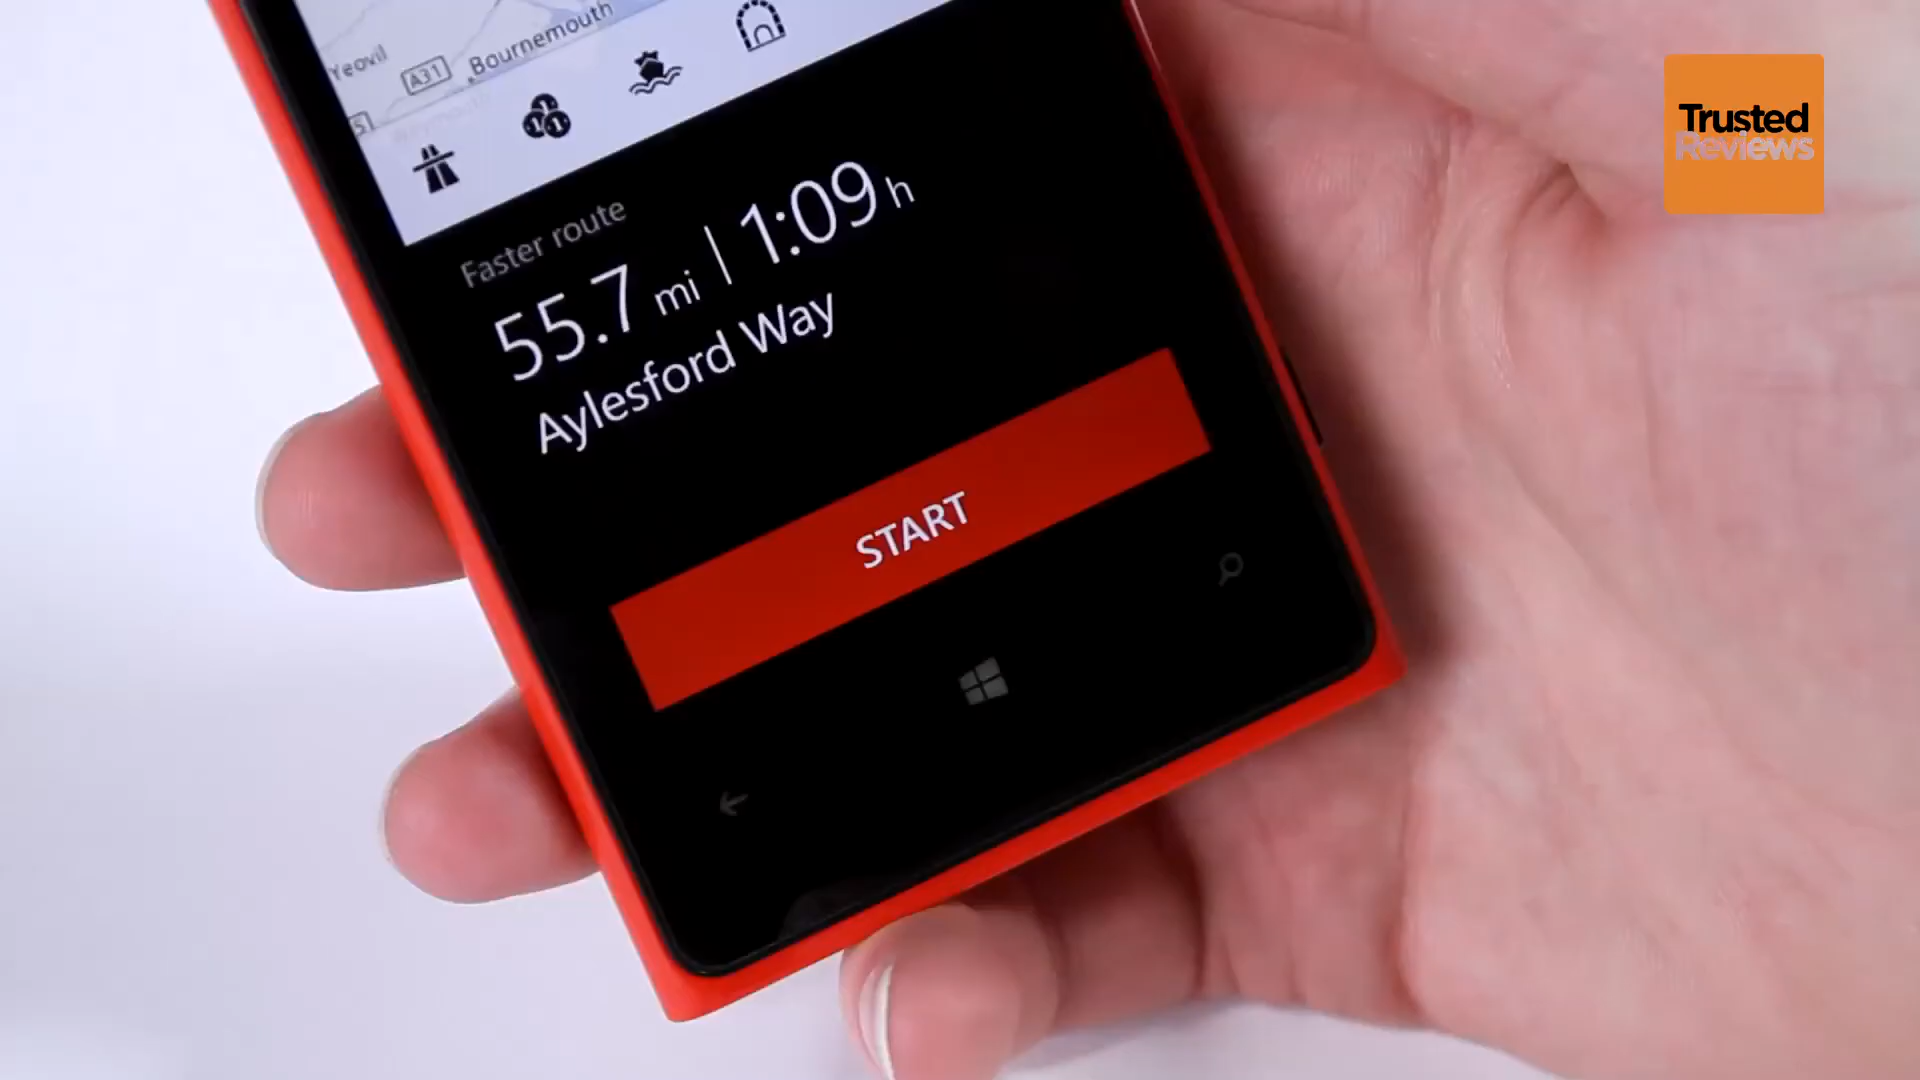 Yeovil
A31
Bournemouth
Faster route
55.7 mi | 1:09 h
Aylesford Way
START
Trusted
Reviews